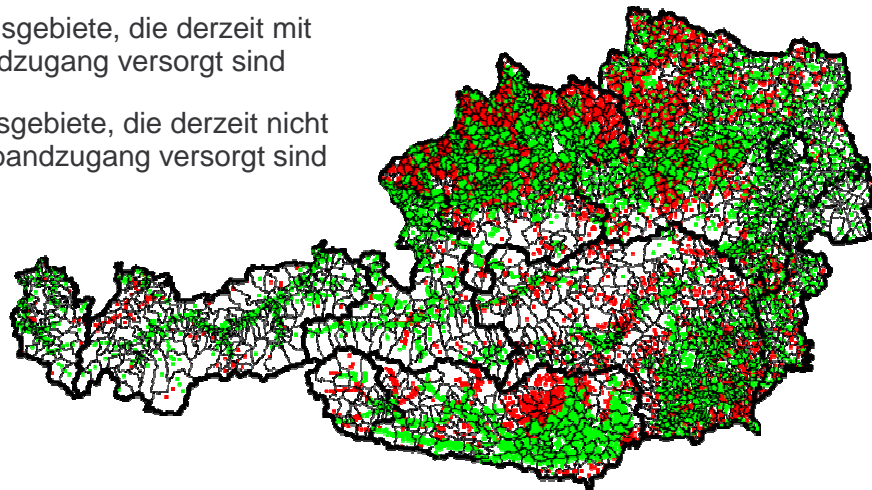 sgebiete, die derzeit mit
dzugang versorgt sind
sgebiete, die derzeit nicht
bandzugang versorgt sind